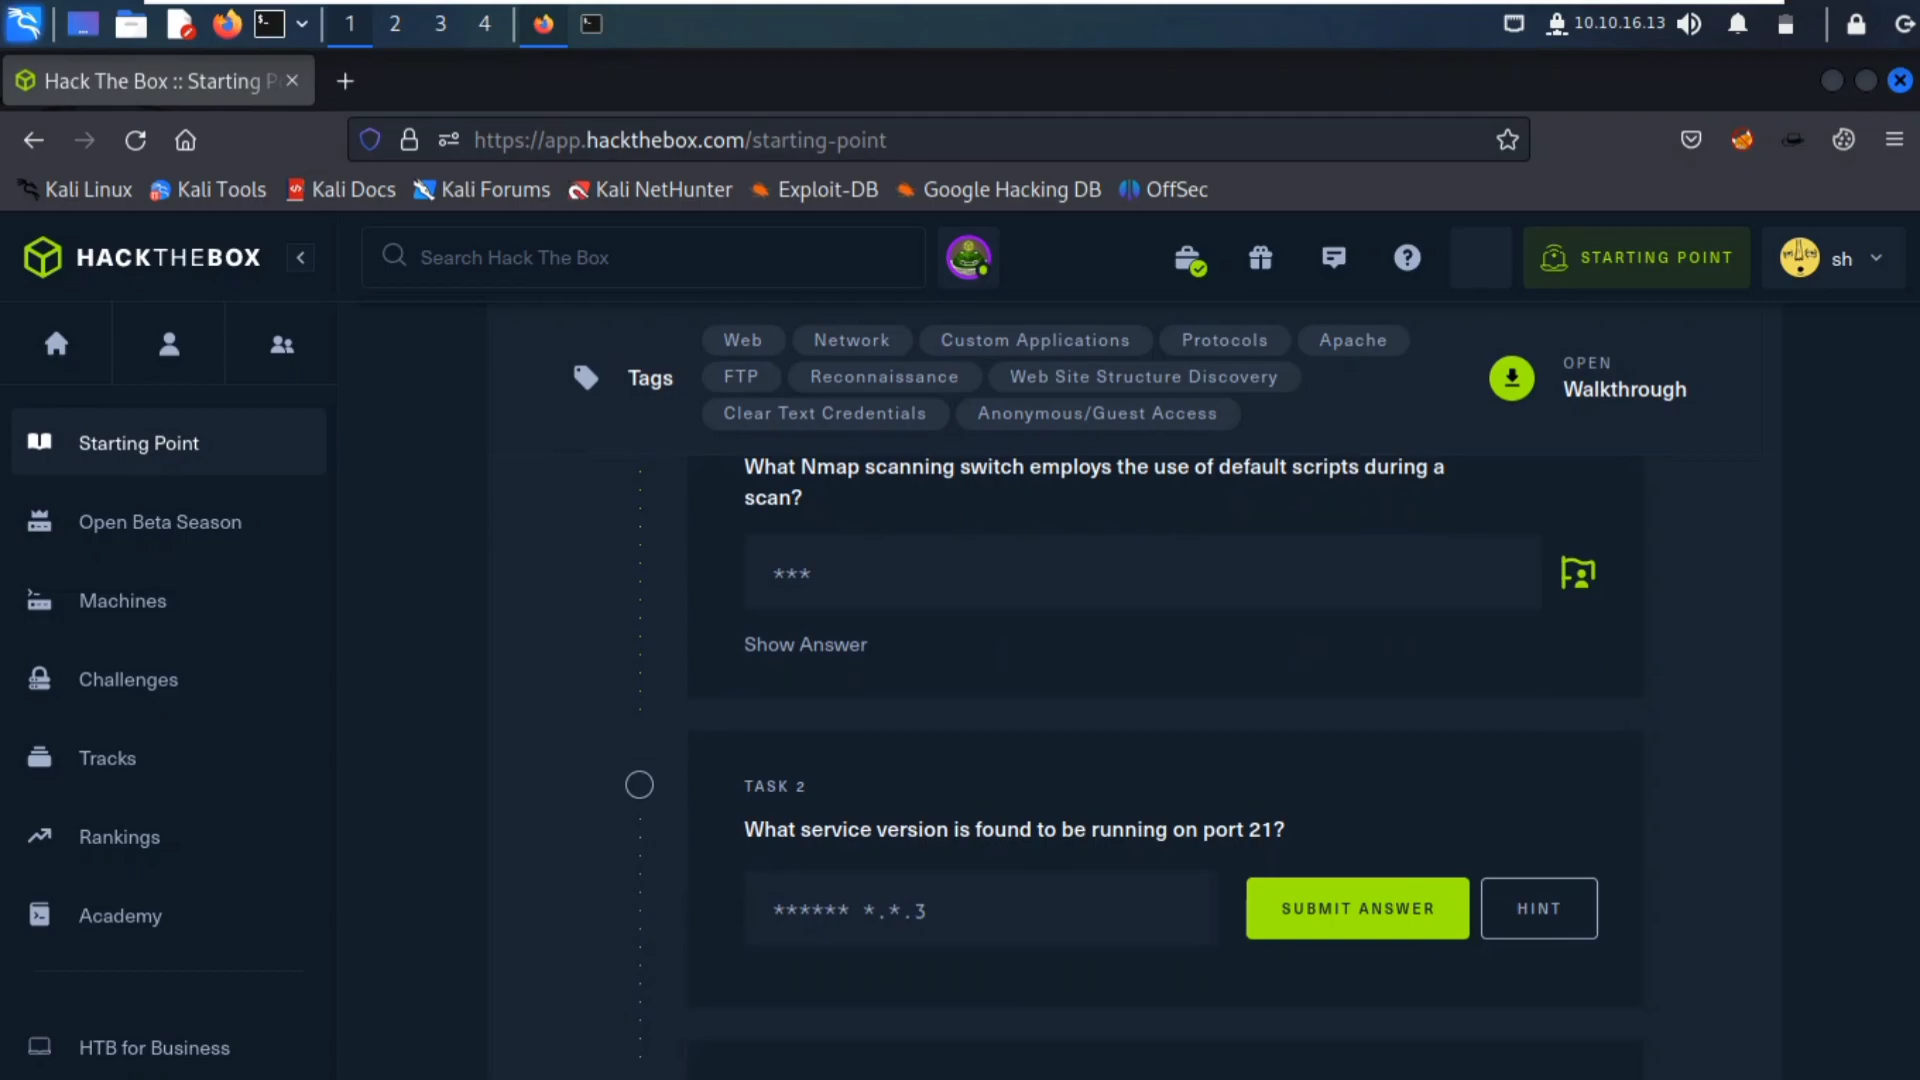 1 2 3 4
10.10.16.13
Hack The Box :: Starting P
https://app.hackthebox.com/starting-point
Kali Linux Kali Tools Kali Docs Kali Forums Kali NetHunter Exploit-DB Google Hacking DB OffSec
HACKTHEBOX
Search Hack The Box
STARTING POINT
sh
Web Network Custom Applications Protocols Apache
Tags
FTP Reconnaissance Web Site Structure Discovery
Clear Text Credentials Anonymous/Guest Access
OPEN
Walkthrough
Starting Point
Open Beta Season
Machines
Challenges
Tracks
Rankings
Academy
HTB for Business
What Nmap scanning switch employs the use of default scripts during a
scan?
***
Show Answer
TASK 2
What service version is found to be running on port 21?
****** *.*.3
SUBMIT ANSWER
HINT